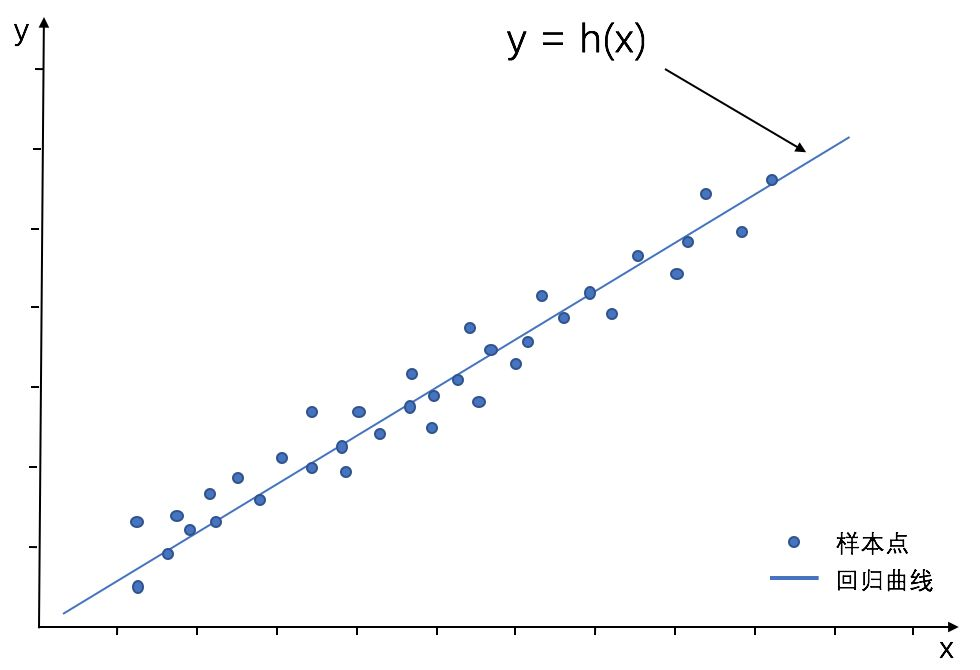 y
y = h(x)
样本点
回归曲线
x